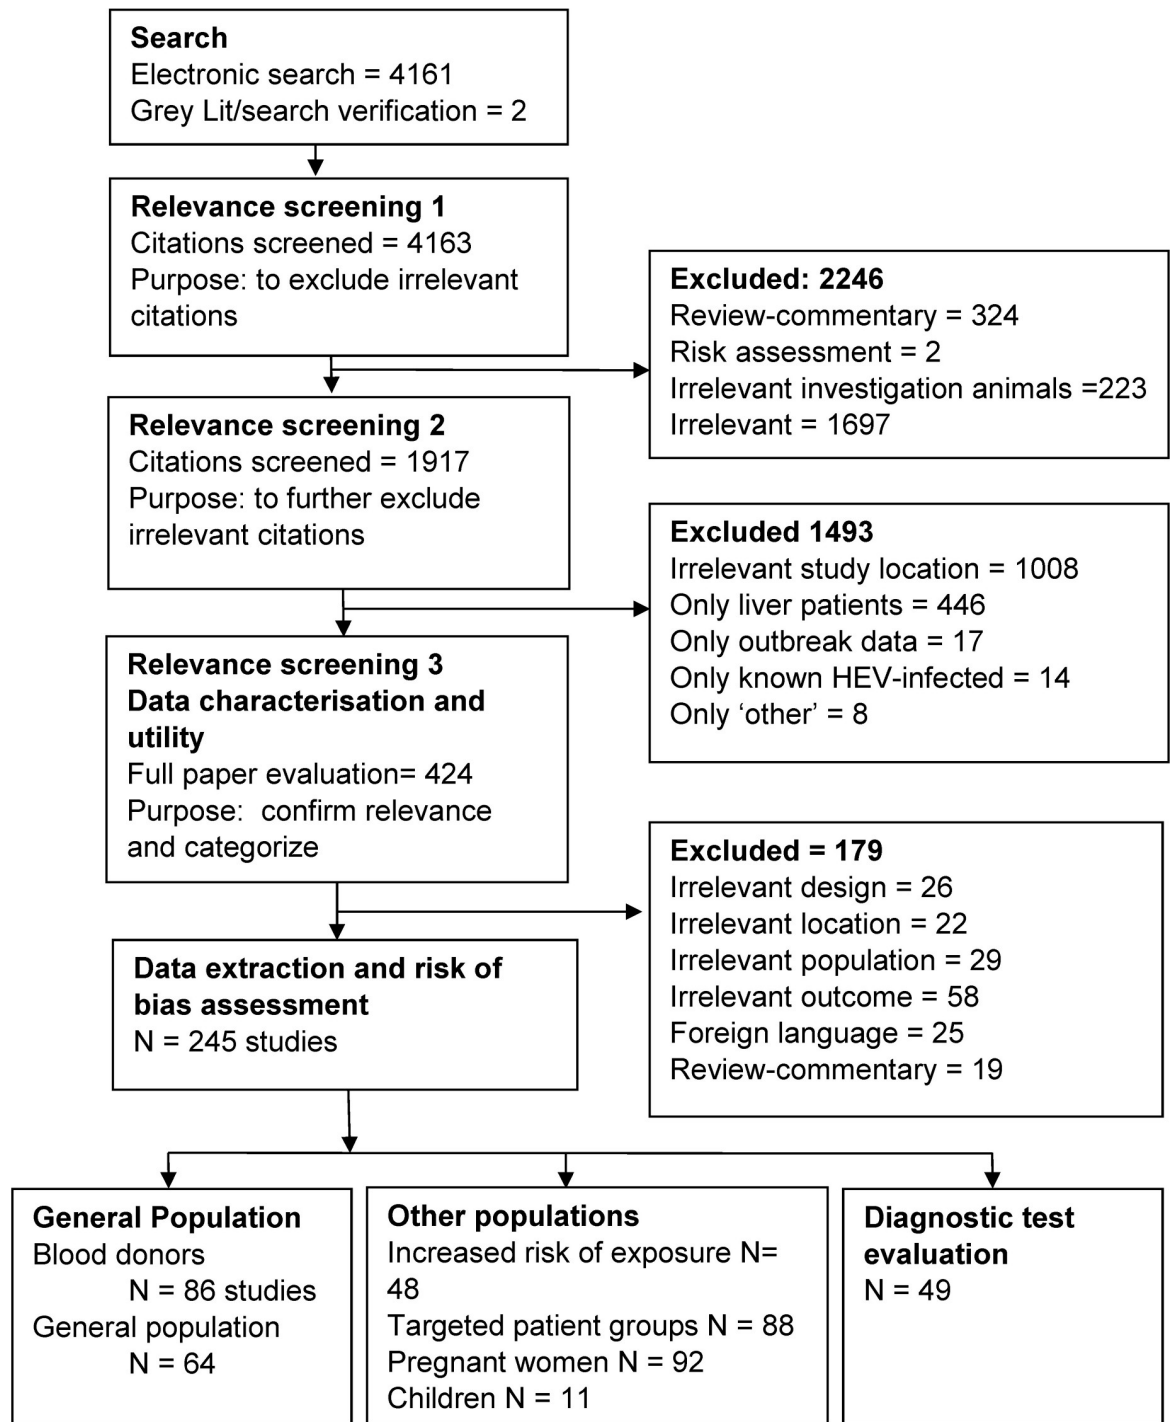 Search
Electronic search = 4161
Grey Lit/search verification = 2
Relevance screening 1
Citations screened = 4163
Purpose: to exclude irrelevant
citations
Excluded: 2246
Review-commentary = 324
Risk assessment = 2
Irrelevant investigation animals =223
Irrelevant = 1697
Relevance screening 2
Citations screened = 1917
Purpose: to further exclude
irrelevant citations
Excluded 1493
Irrelevant study location = 1008
Only liver patients = 446
Only outbreak data = 17
Only known HEV-infected = 14
Only ‘other’ = 8
Relevance screening 3
Data characterisation and
utility
Full paper evaluation= 424
Purpose:  confirm relevance
and categorize
Excluded = 179
Irrelevant design = 26
Irrelevant location = 22
Irrelevant population = 29
Irrelevant outcome = 58
Foreign language = 25
Review-commentary = 19
Data extraction and risk of
bias assessment
N = 245 studies
General Population
Blood donors
N = 86 studies
General population
N = 64
Other populations
Increased risk of exposure N=
48
Targeted patient groups N = 88
Pregnant women N = 92
Children N = 11
Diagnostic test
evaluation
N = 49